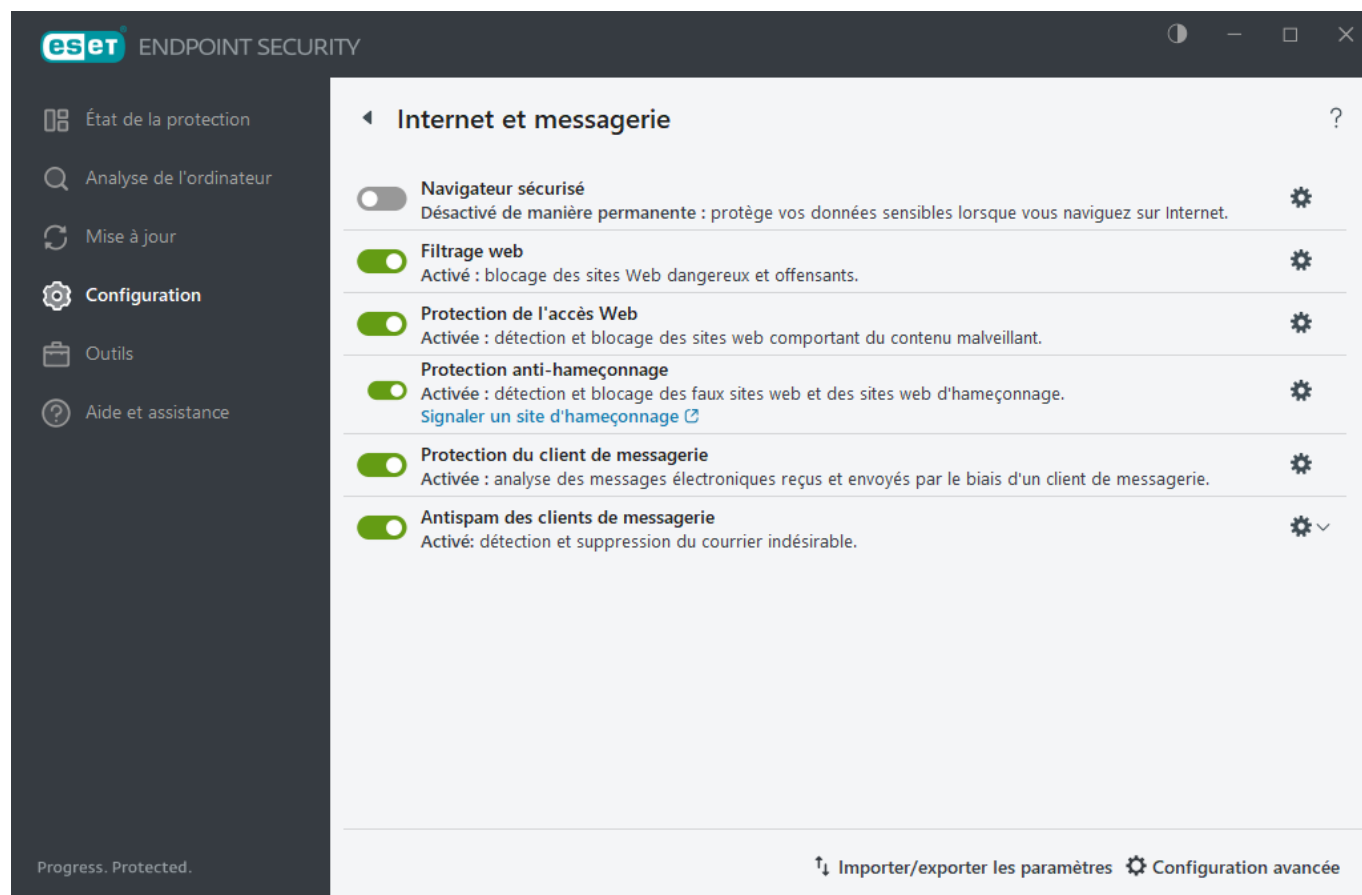 eseT ENDPOINT SECURITY
État de la protection
Analyse de l'ordinateur
Mise à jour
Configuration
Outils
Aide et assistance
Progress. Protected.
Internet et messagerie
?
Navigateur sécurisé
Désactivé de manière permanente : protège vos données sensibles lorsque vous naviguez sur Internet.
Filtrage web
Activé : blocage des sites Web dangereux et offensants.
Protection de l'accès Web
Activée : détection et blocage des sites web comportant du contenu malveillant.
Protection anti-hameçonnage
Activée : détection et blocage des faux sites web et des sites web d'hameçonnage.
Signaler un site d'hameçonnage
Protection du client de messagerie
Activée : analyse des messages électroniques reçus et envoyés par le biais d'un client de messagerie.
Antispam des clients de messagerie
Activé: détection et suppression du courrier indésirable.
Importer/exporter les paramètres Configuration avancée